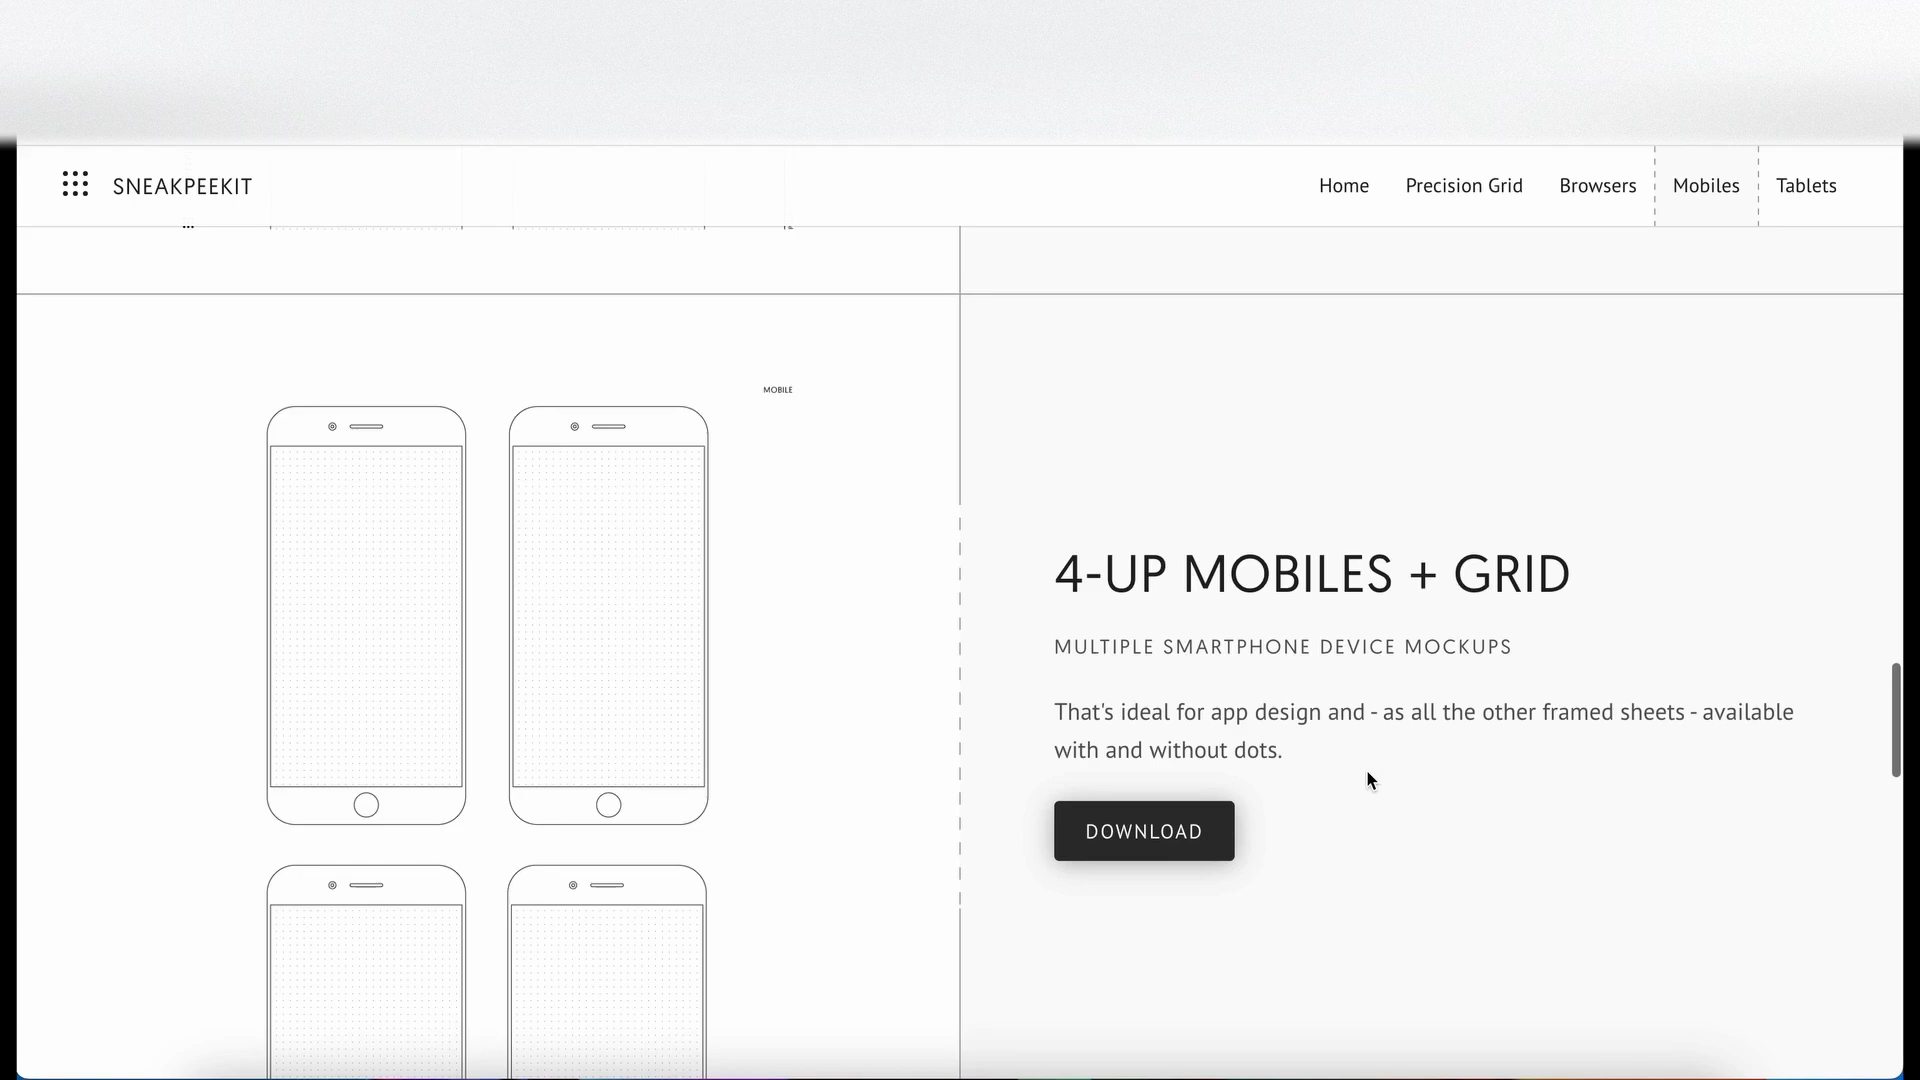 SNEAKPEEKIT
Home
Precision Grid
Browsers
Mobiles
Tablets
MOBILE
4-UP MOBILES + GRID
MULTIPLE SMARTPHONE DEVICE MOCKUPS
That's ideal for app design and - as all the other framed sheets - available
with and without dots.
DOWNLOAD